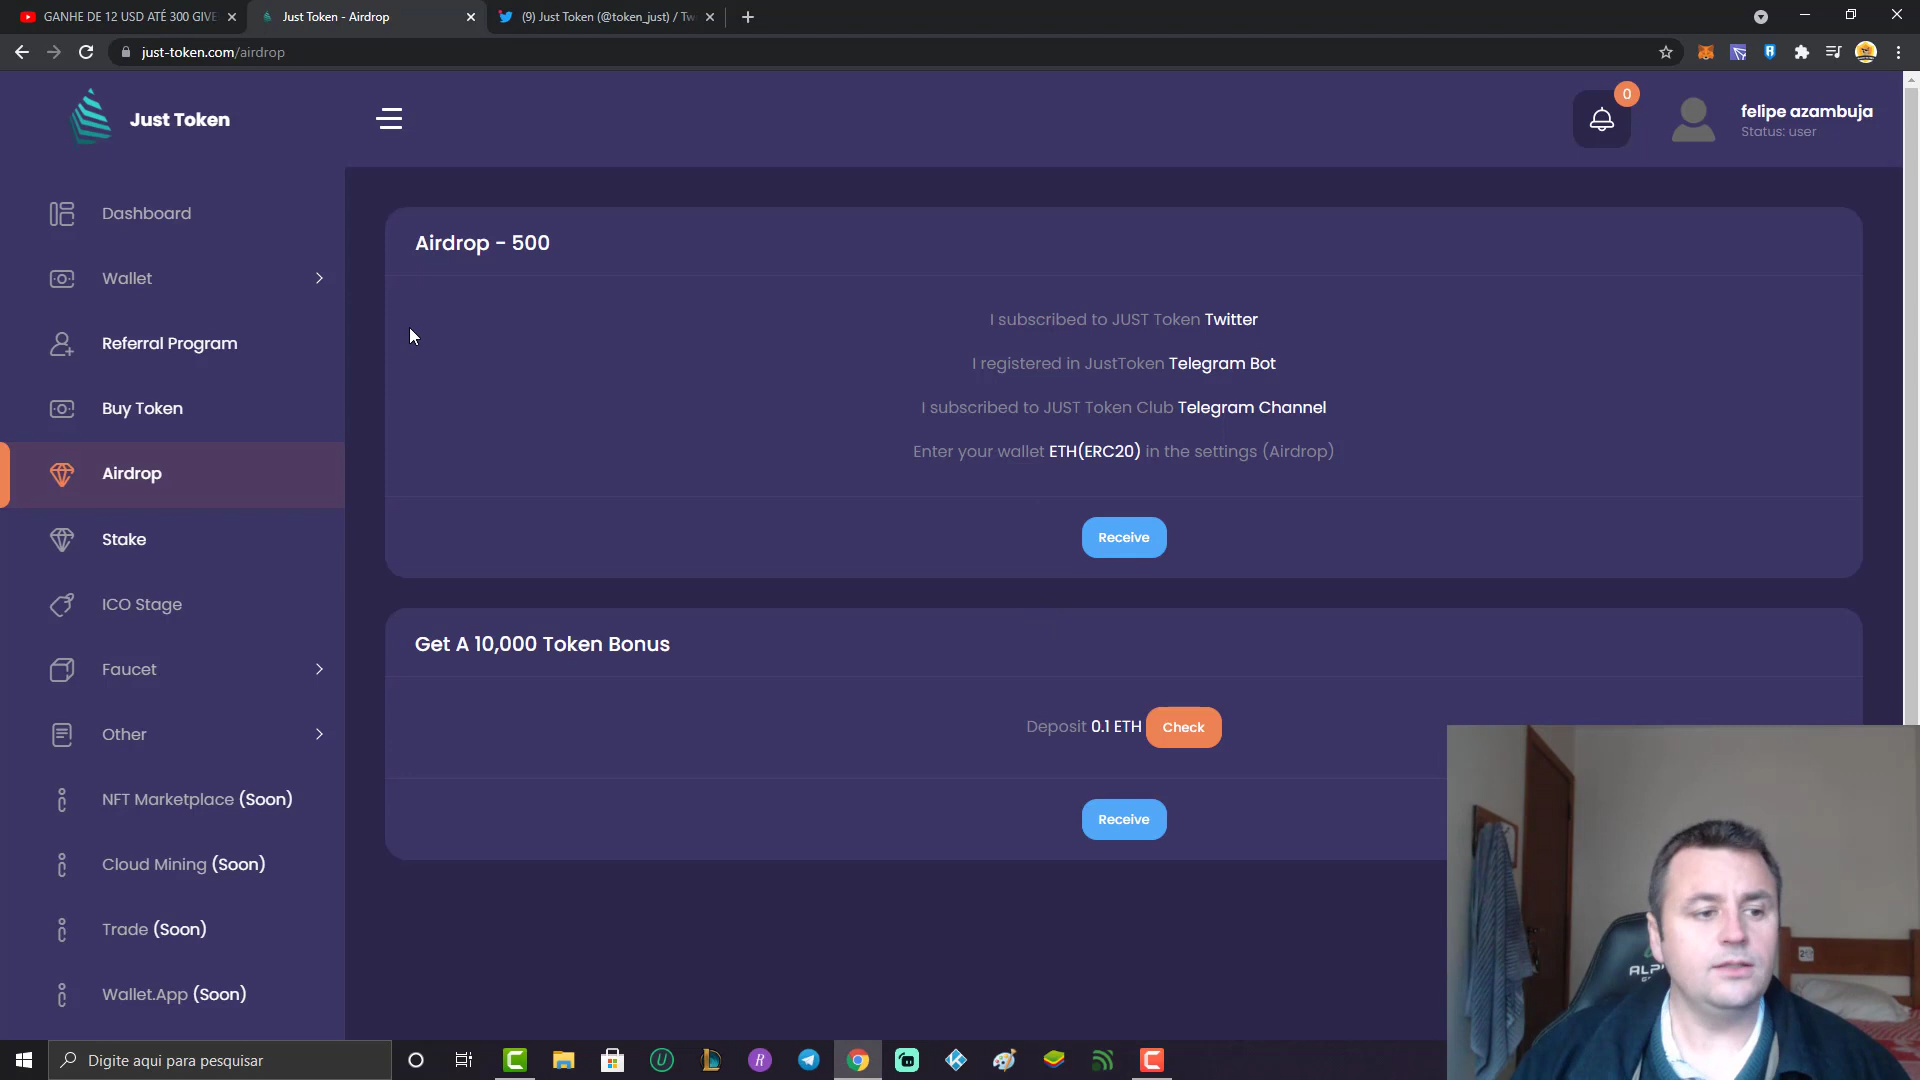 GANHE DE 12 USD ATÉ 300 GIVE
Just Token - Airdrop
(9) Just Token (@token_just) / Tw
just-token.com/airdrop
Just Token
0
felipe azambuja
Status: user
Dashboard
Wallet
Referral Program
Buy Token
Airdrop
Stake
ICO Stage
Faucet
Other
NFT Marketplace (Soon)
Cloud Mining (Soon)
Trade (Soon)
Wallet.App (Soon)
Airdrop - 500
I subscribed to JUST Token Twitter
I registered in JustToken Telegram Bot
I subscribed to JUST Token Club Telegram Channel
Enter your wallet ETH(ERC20) in the settings (Airdrop)
Receive
Get A 10,000 Token Bonus
Deposit 0.1 ETH Check
Receive
Digite aqui para pesquisar